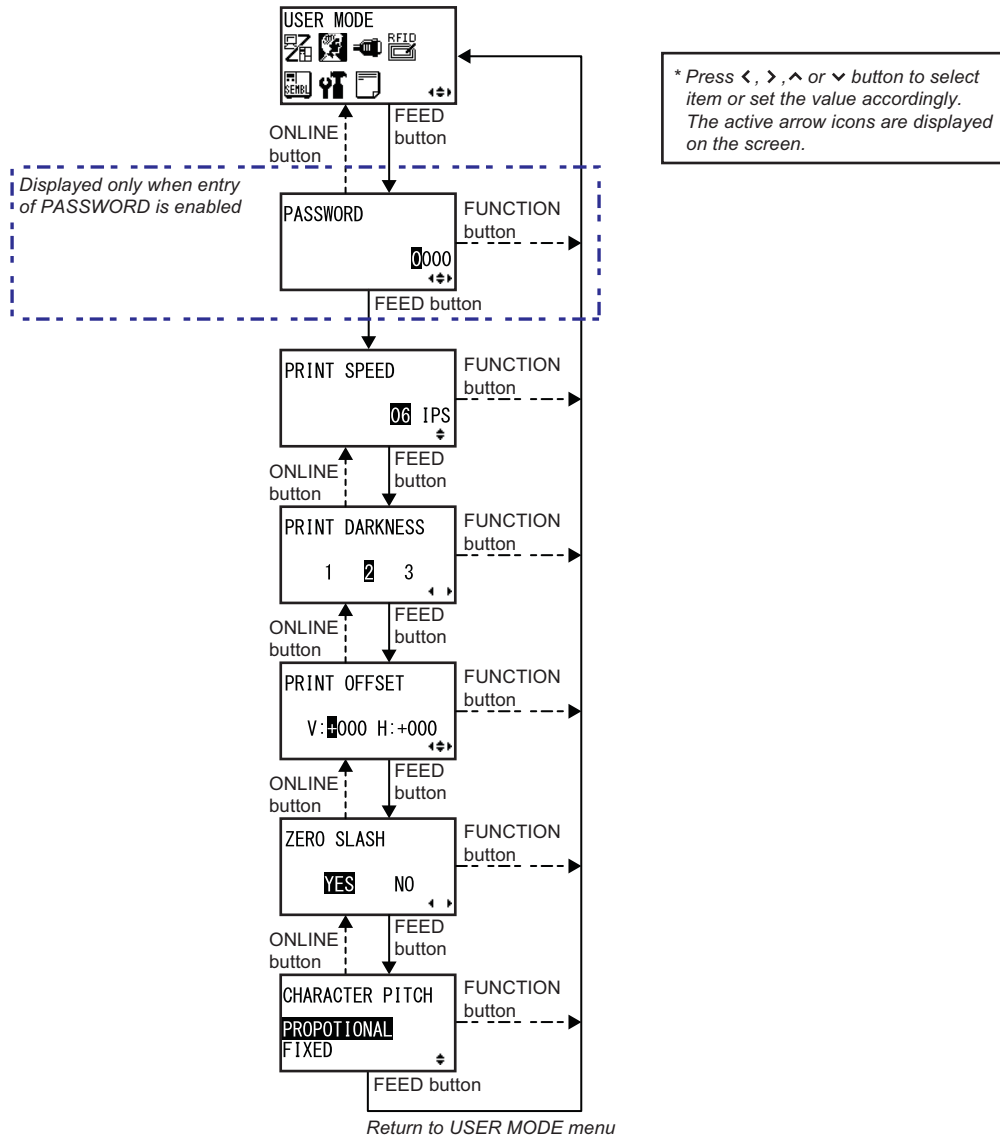 USER MODE
RFID
SEMBL
ONLINE
button
FEED
button
* Press <, >, ^ or v button to select
item or set the value accordingly.
The active arrow icons are displayed
on the screen.
Displayed only when entry
of PASSWORD is enabled
PASSWORD
0000
FUNCTION
button
FEED button
PRINT SPEED
06 IPS
FUNCTION
button
ONLINE
button
FEED
button
PRINT DARKNESS
1 2 3
FUNCTION
button
ONLINE
button
FEED
button
PRINT OFFSET
V:+000 H:+000
FUNCTION
button
ONLINE
button
FEED
button
ZERO SLASH
YES NO
FUNCTION
button
ONLINE
button
FEED
button
CHARACTER PITCH
PROPOTIONAL
FIXED
FUNCTION
button
FEED button
Return to USER MODE menu